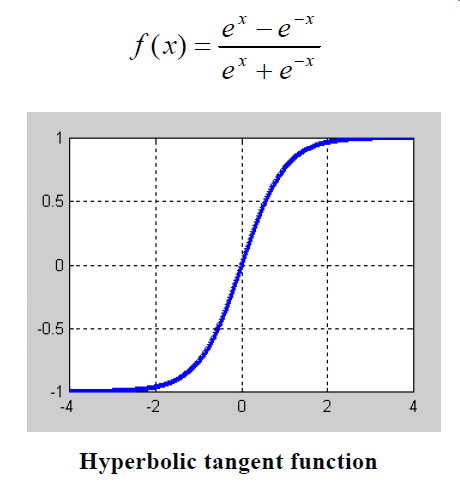 f(x) = (e^x − e^−x) / (e^x + e^−x)
1
0.5
0
-0.5
-1
-4 -2 0 2 4
Hyperbolic tangent function